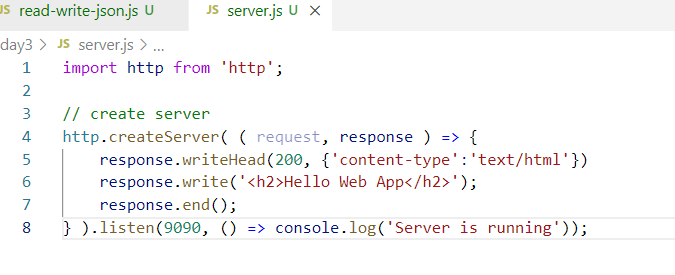 JS read-write-json.js U JS server.js U ×
day3 > JS server.js > ...
1 import http from 'http';
2
3 // create server
4 http.createServer( ( request, response ) => {
5 response.writeHead(200, {'content-type':'text/html'})
6 response.write('<h2>Hello Web App</h2>');
7 response.end();
8 } ).listen(9090, () => console.log('Server is running'));